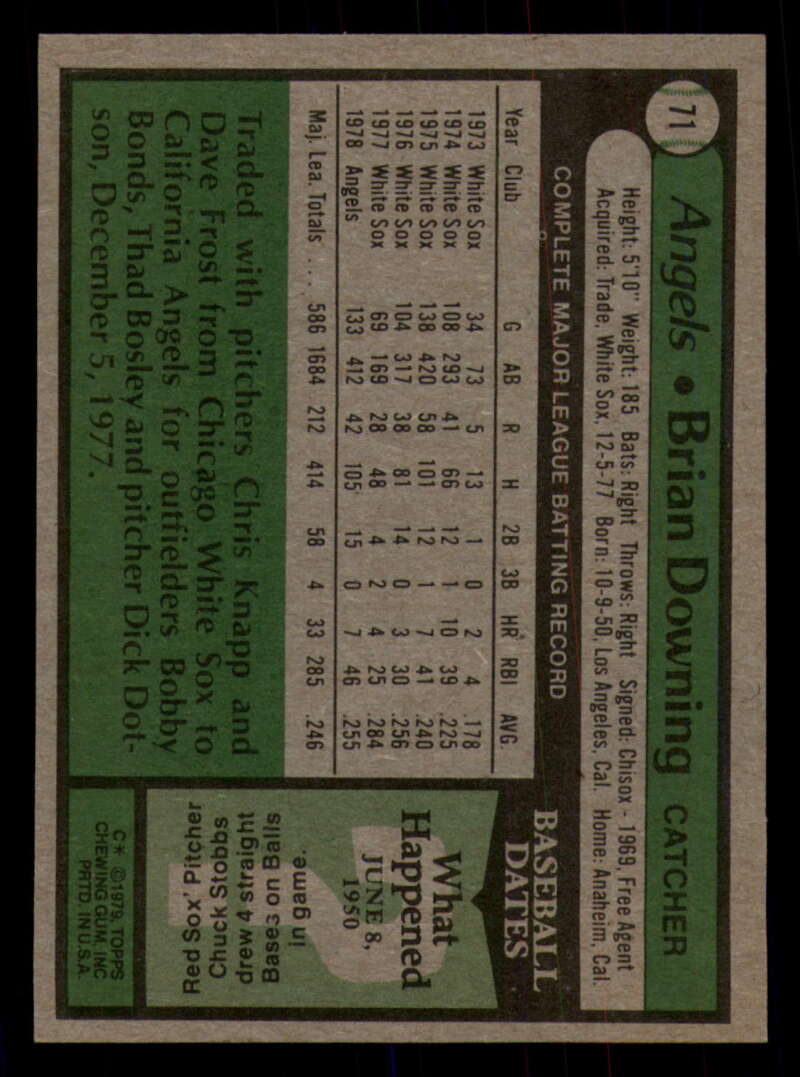 71
Angels • Brian Downing CATCHER
Height: 5'10" Weight: 185 Bats: Right Throws: Right Signed: Chisox - 1969, Free Agent
Acquired: Trade, White Sox, 12-5-77 Born: 10-9-50, Los Angeles, Cal. Home: Anaheim, Cal.
COMPLETE MAJOR LEAGUE BATTING RECORD
Year Club G AB R H 2B 3B HR RBI AVG.
1973 White Sox 34 73 5 13 1 0 2 4 .178
1974 White Sox 108 293 41 66 12 1 10 39 .225
1975 White Sox 138 420 58 101 12 1 7 41 .240
1976 White Sox 104 317 38 81 14 0 3 30 .256
1977 White Sox 69 169 28 48 4 2 4 25 .284
1978 Angels 133 412 42 105 15 0 7 46 .255
Maj. Lea. Totals . . . 586 1684 212 414 58 4 33 285 .246
Traded with pitchers Chris Knapp and
Dave Frost from Chicago White Sox to
California Angels for outfielders Bobby
Bonds, Thad Bosley and pitcher Dick Dot-
son, December 5, 1977.
BASEBALL
DATES
What
Happened
JUNE 8,
1950
Red Sox' Pitcher
Chuck Stobbs
drew 4 straight
Bases on Balls
in game.
C* ©1979, TOPPS
CHEWING GUM, INC
PRTD. IN U.S.A.